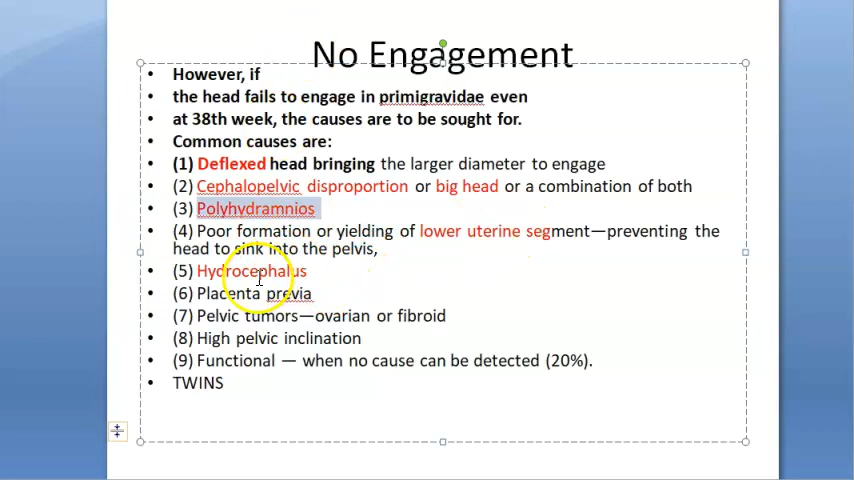 No Engagement
• However, if
• the head fails to engage in primigravidae even
• at 38th week, the causes are to be sought for.
• Common causes are:
• (1) Deflexed head bringing the larger diameter to engage
• (2) Cephalopelvic disproportion or big head or a combination of both
• (3) Polyhydramnios
• (4) Poor formation or yielding of lower uterine segment—preventing the
head to sink into the pelvis,
• (5) Hydrocephalus
• (6) Placenta previa
• (7) Pelvic tumors—ovarian or fibroid
• (8) High pelvic inclination
• (9) Functional — when no cause can be detected (20%).
• TWINS